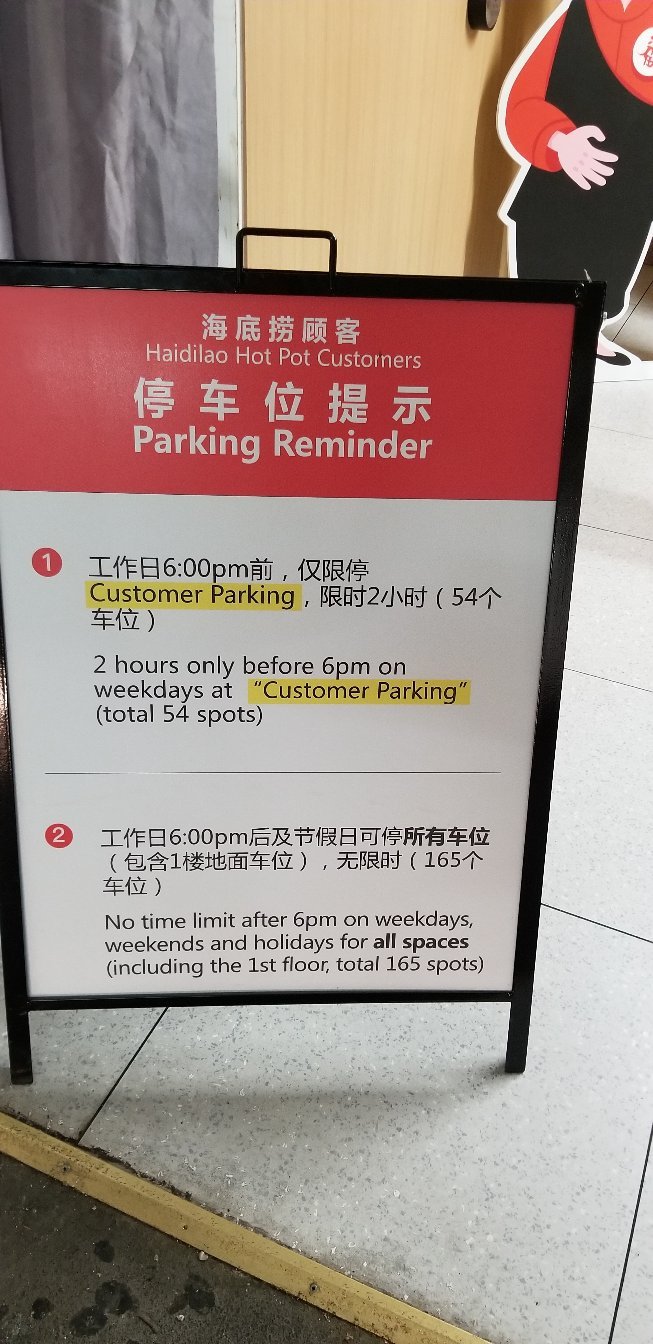 海底捞顾客
Haidilao Hot Pot Customers
停车位提示
Parking Reminder
1
工作日6:00pm前，仅限停
Customer Parking，限时2小时（54个
车位）
2 hours only before 6pm on
weekdays at “Customer Parking”
(total 54 spots)
2
工作日6:00pm后及节假日可停所有车位
（包含1楼地面车位），无限时（165个
车位）
No time limit after 6pm on weekdays,
weekends and holidays for all spaces
(including the 1st floor, total 165 spots)